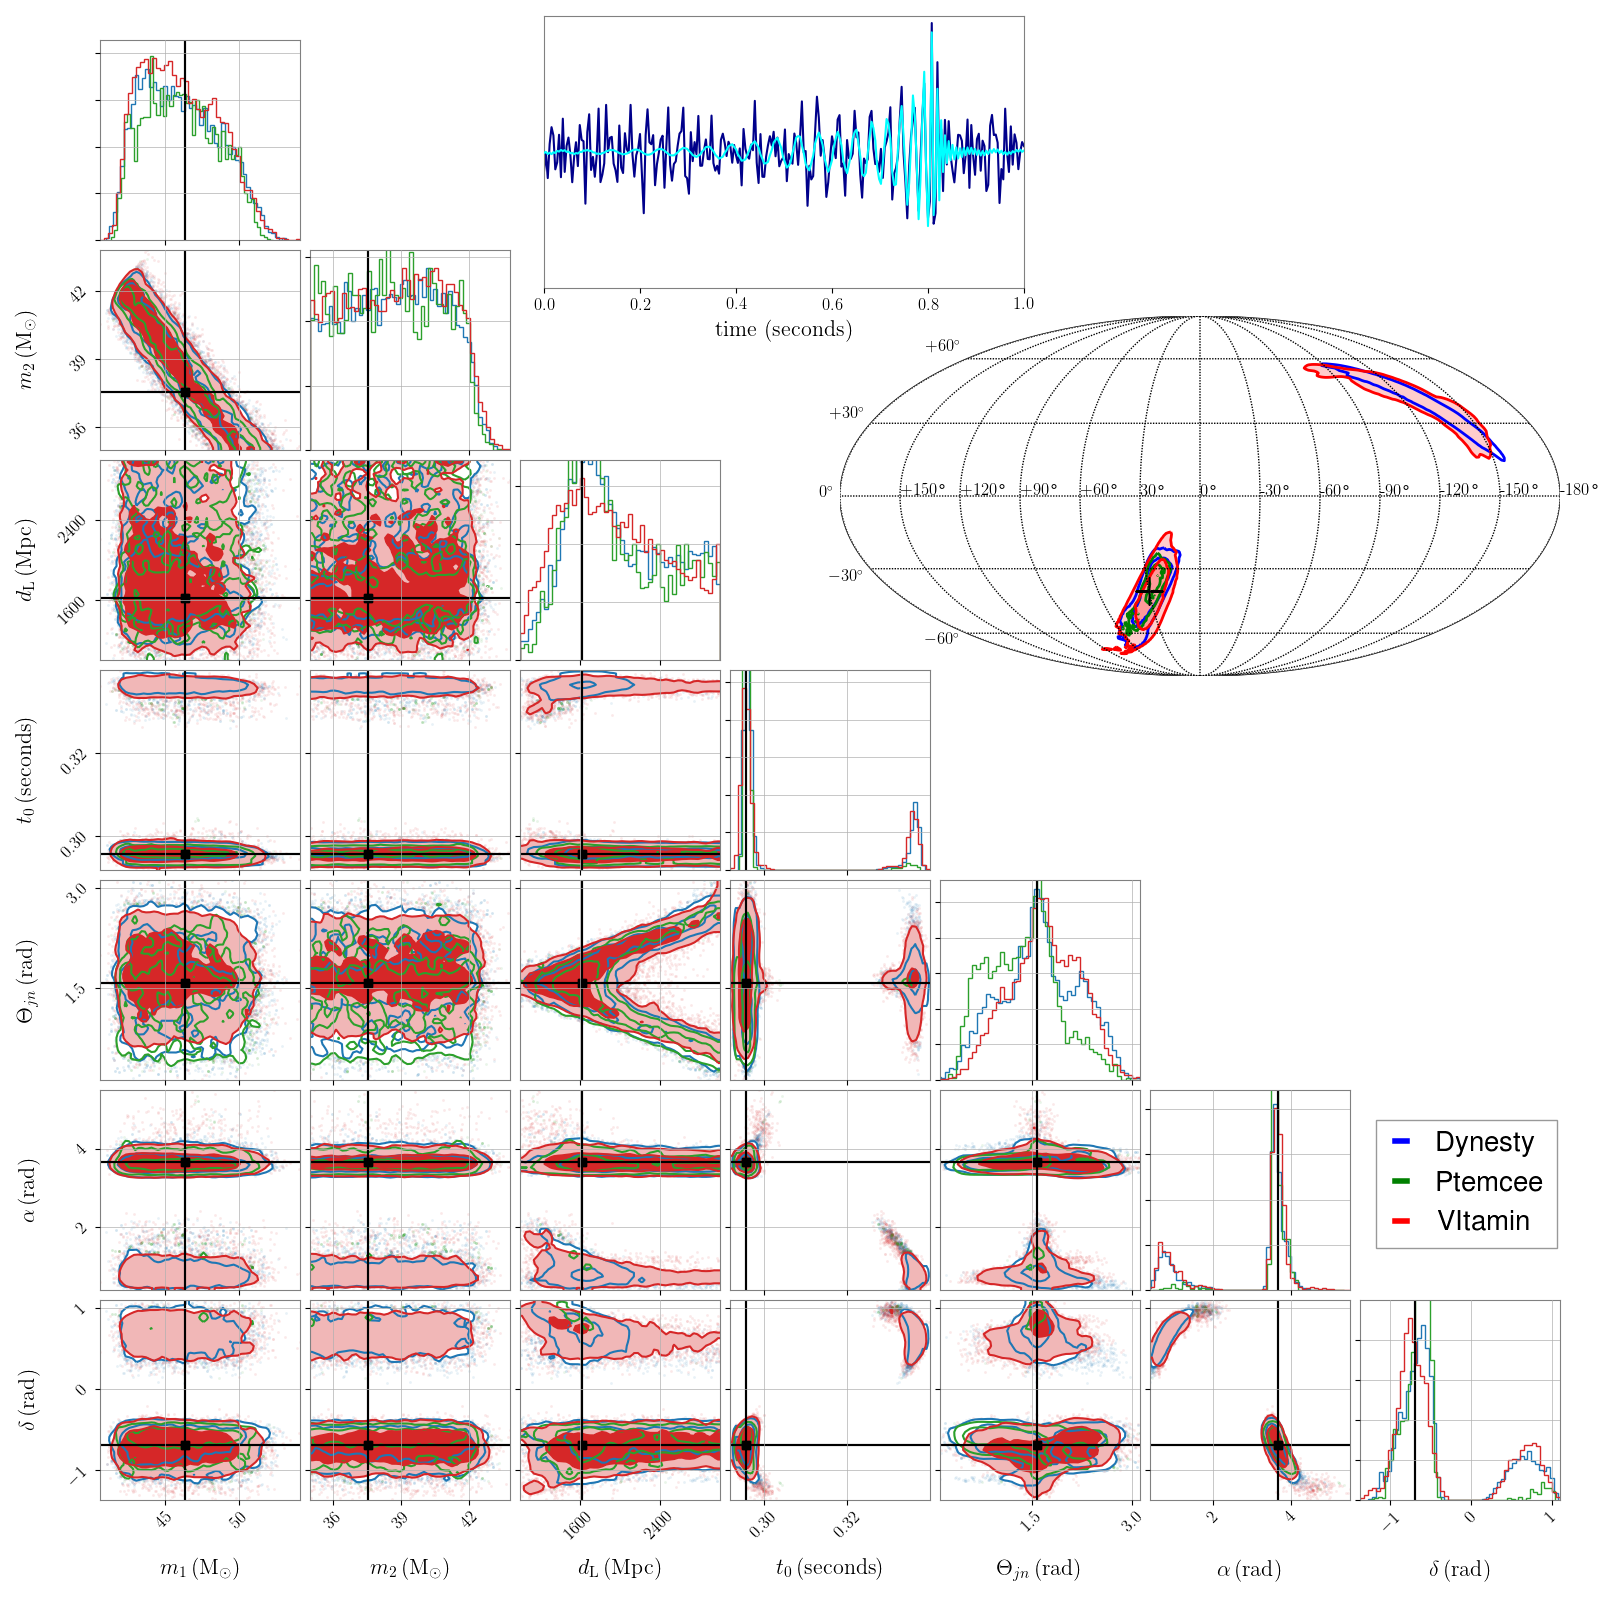 0.0 0.2 0.4 0.6 0.8 1.0
time (seconds)
+60°
+30°
0° +150° +120° +90° +60° 30° 0° -30° -60° -90° -120° -150° -180°
−30°
−60°
m₂ (M☉)
42
39
36
d_L (Mpc)
2400
1600
t₀ (seconds)
0.32
0.30
Θ_jn (rad)
3.0
1.5
α (rad)
4
2
Dynesty
Ptemcee
VItamin
δ (rad)
1
0
−1
45 50 36 39 42 1600 2400 0.30 0.32 1.5 3.0 2 4 −1 0 1
m₁ (M☉) m₂ (M☉) d_L (Mpc) t₀ (seconds) Θ_jn (rad) α (rad) δ (rad)